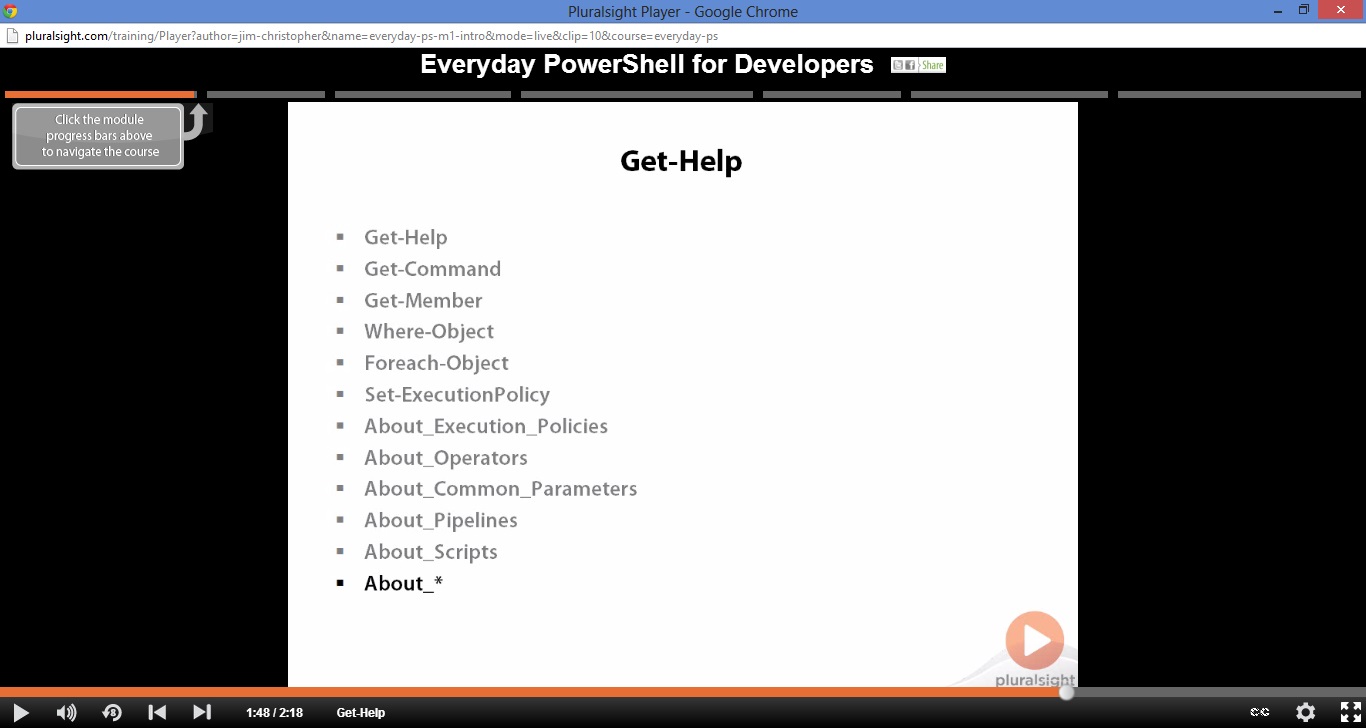 Pluralsight Player - Google Chrome
pluralsight.com/training/Player?author=jim-christopher&name=everyday-ps-m1-intro&mode=live&clip=10&course=everyday-ps
Everyday PowerShell for Developers
Share
Click the module
progress bars above
to navigate the course
Get-Help
▪ Get-Help
▪ Get-Command
▪ Get-Member
▪ Where-Object
▪ Foreach-Object
▪ Set-ExecutionPolicy
▪ About_Execution_Policies
▪ About_Operators
▪ About_Common_Parameters
▪ About_Pipelines
▪ About_Scripts
▪ About_*
pluralsight
8
1:48 / 2:18
Get-Help
CC